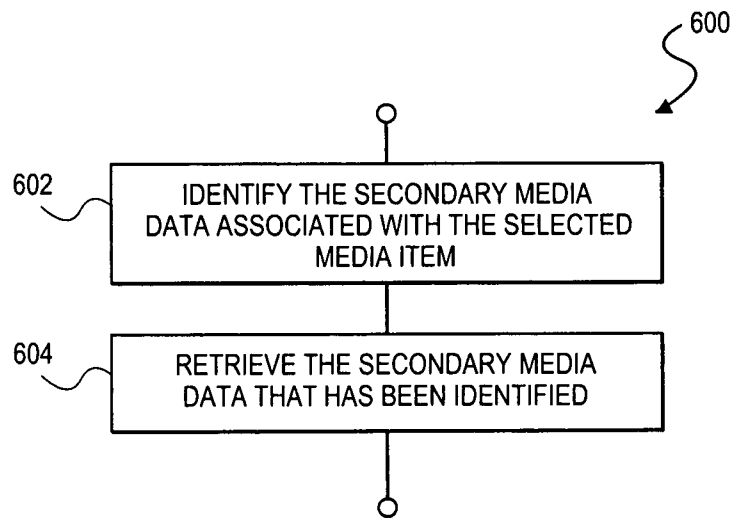 600
602
IDENTIFY THE SECONDARY MEDIA
DATA ASSOCIATED WITH THE SELECTED
MEDIA ITEM
604
RETRIEVE THE SECONDARY MEDIA
DATA THAT HAS BEEN IDENTIFIED